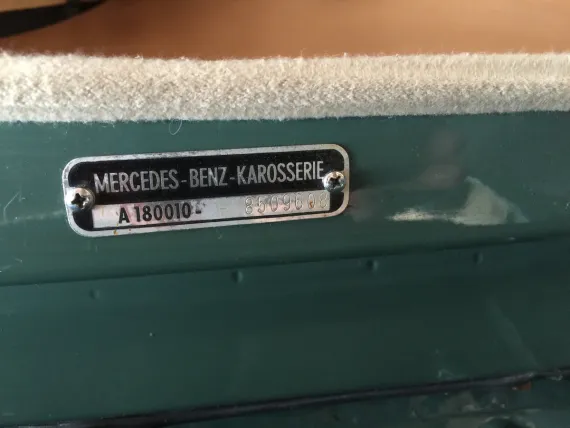 MERCEDES-BENZ-KAROSSERIE
A 180010-